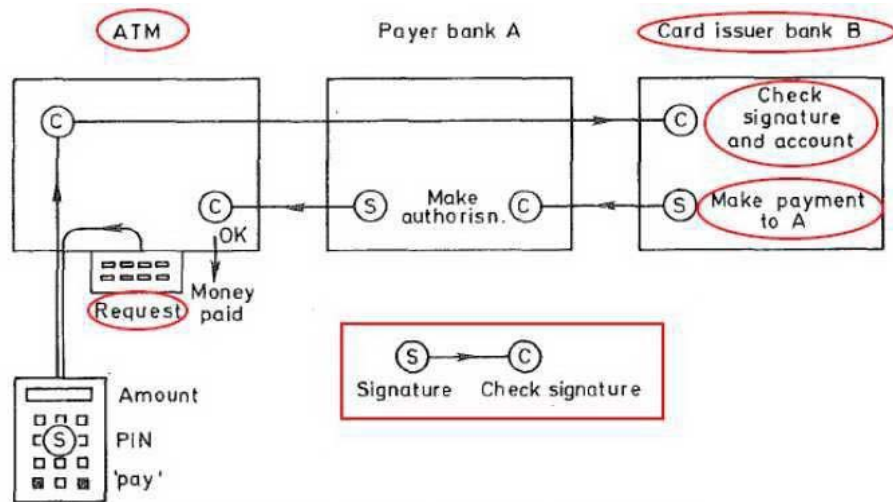 ATM
Payer bank A
Card issuer bank B
C
C
Check
signature
and account
C
OK
S
Make
authorisn.
C
S
Make payment
to A
Request
Money
paid
S
C
Signature
Check signature
Amount
S
PIN
'pay'